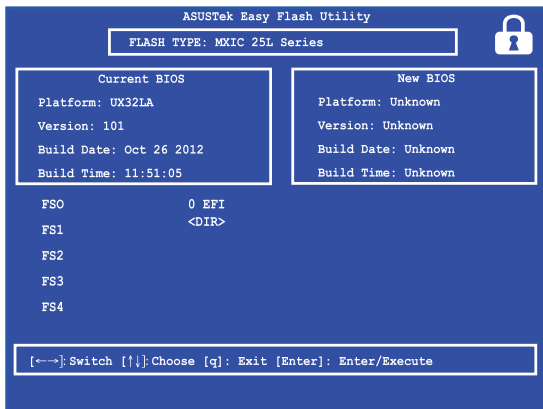 ASUSTek Easy Flash Utility
FLASH TYPE: MXIC 25L Series
Current BIOS
Platform: UX32LA
Version: 101
Build Date: Oct 26 2012
Build Time: 11:51:05
New BIOS
Platform: Unknown
Version: Unknown
Build Date: Unknown
Build Time: Unknown
FSO
FS1
FS2
FS3
FS4
0 EFI
<DIR>
[←→]: Switch [↑↓]: Choose [q]: Exit [Enter]: Enter/Execute